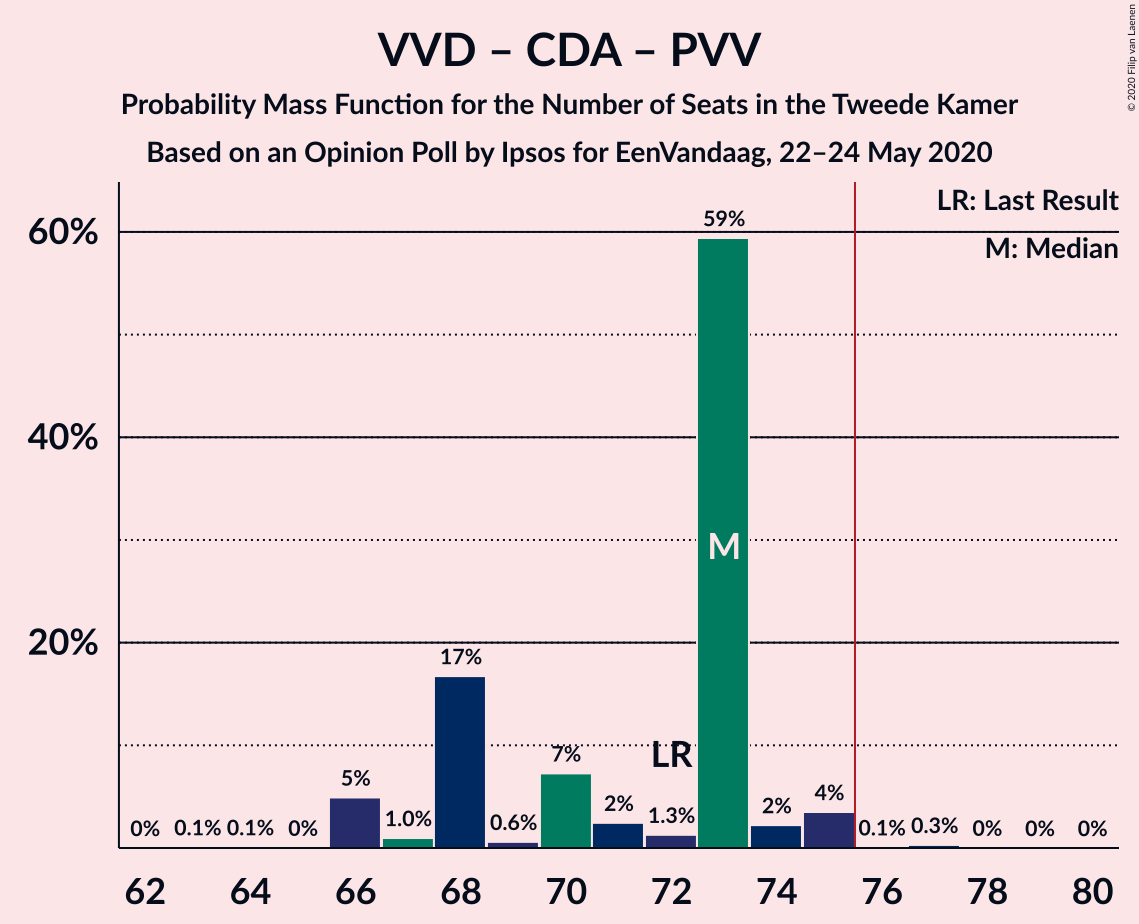 VVD – CDA – PVV
Probability Mass Function for the Number of Seats in the Tweede Kamer
Based on an Opinion Poll by Ipsos for EenVandaag, 22–24 May 2020
© 2020 Filip van Laenen
LR: Last Result
M: Median
60%
40%
20%
0%
0.1%
0.1%
0%
5%
1.0%
17%
0.6%
7%
2%
1.3%
LR
59%
M
2%
4%
0.1%
0.3%
0%
0%
0%
62 64 66 68 70 72 74 76 78 80